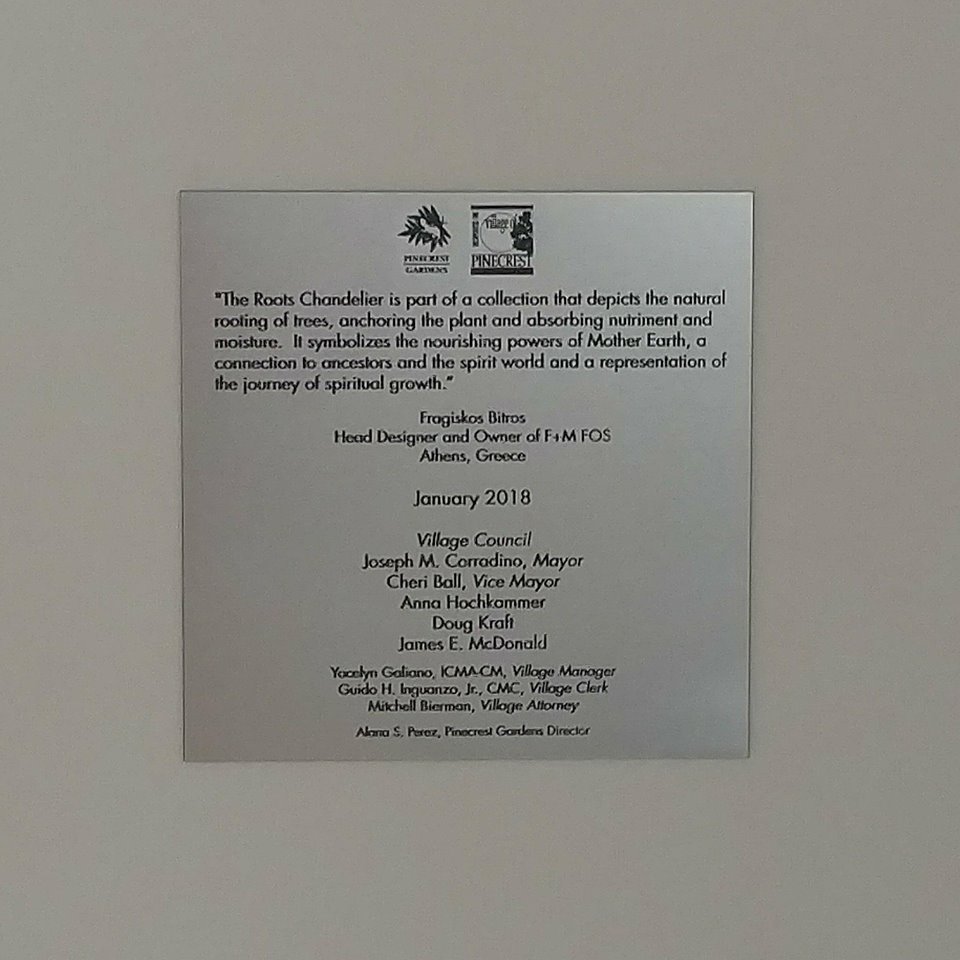 PINECREST
GARDENS
Village of
PINECREST
"The Roots Chandelier is part of a collection that depicts the natural
rooting of trees, anchoring the plant and absorbing nutriment and
moisture. It symbolizes the nourishing powers of Mother Earth, a
connection to ancestors and the spirit world and a representation of
the journey of spiritual growth."
Fragiskos Bitros
Head Designer and Owner of F+M FOS
Athens, Greece
January 2018
Village Council
Joseph M. Corradino, Mayor
Cheri Ball, Vice Mayor
Anna Hochkammer
Doug Kraft
James E. McDonald
Yocelyn Galiano, ICMA-CM, Village Manager
Guido H. Inguanzo, Jr., CMC, Village Clerk
Mitchell Bierman, Village Attorney
Alana S. Perez, Pinecrest Gardens Director